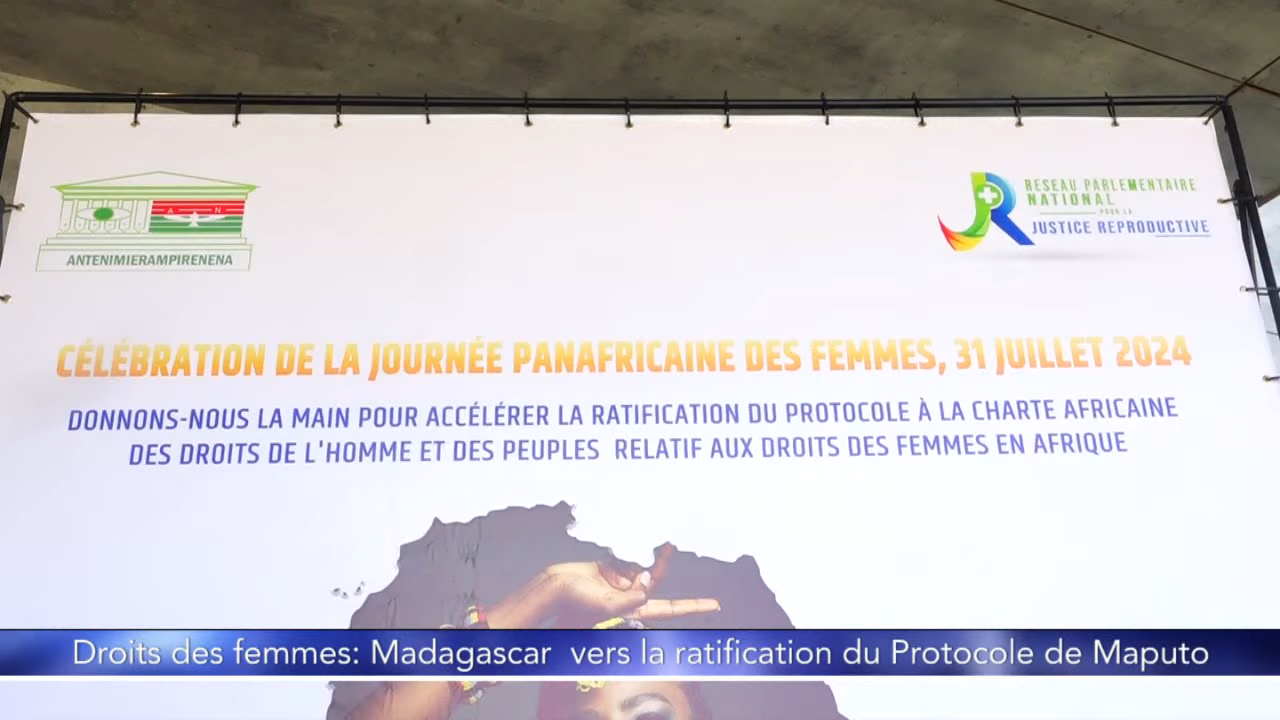 A N
ANTENIMIERAMPIRENENA
RESEAU PARLEMENTAIRE
NATIONAL
POUR LA
JUSTICE REPRODUCTIVE
CÉLÉBRATION DE LA JOURNÉE PANAFRICAINE DES FEMMES, 31 JUILLET 2024
DONNONS-NOUS LA MAIN POUR ACCÉLÉRER LA RATIFICATION DU PROTOCOLE À LA CHARTE AFRICAINE
DES DROITS DE L'HOMME ET DES PEUPLES RELATIF AUX DROITS DES FEMMES EN AFRIQUE
Droits des femmes: Madagascar vers la ratification du Protocole de Maputo